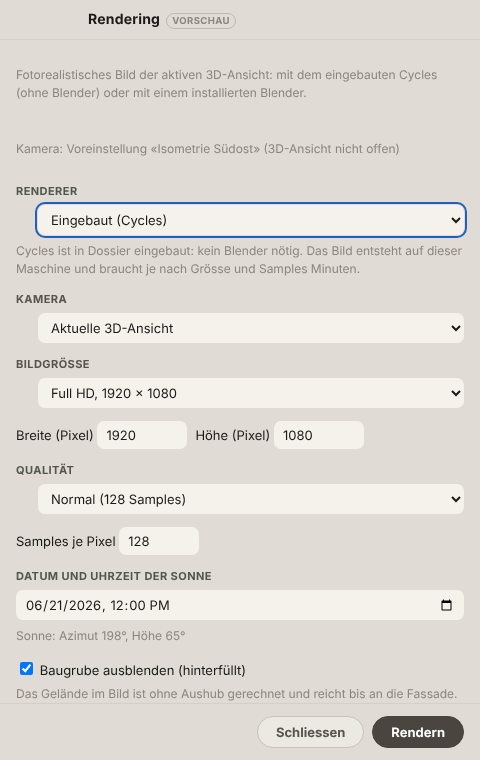 Rendering VORSCHAU
Fotorealistisches Bild der aktiven 3D-Ansicht: mit dem eingebauten Cycles
(ohne Blender) oder mit einem installierten Blender.
Kamera: Voreinstellung «Isometrie Südost» (3D-Ansicht nicht offen)
RENDERER
Eingebaut (Cycles)
Cycles ist in Dossier eingebaut: kein Blender nötig. Das Bild entsteht auf dieser
Maschine und braucht je nach Grösse und Samples Minuten.
KAMERA
Aktuelle 3D-Ansicht
BILDGRÖSSE
Full HD, 1920 × 1080
Breite (Pixel) 1920 Höhe (Pixel) 1080
QUALITÄT
Normal (128 Samples)
Samples je Pixel 128
DATUM UND UHRZEIT DER SONNE
06/21/2026, 12:00 PM
Sonne: Azimut 198°, Höhe 65°
Baugrube ausblenden (hinterfüllt)
Das Gelände im Bild ist ohne Aushub gerechnet und reicht bis an die Fassade.
Schliessen Rendern